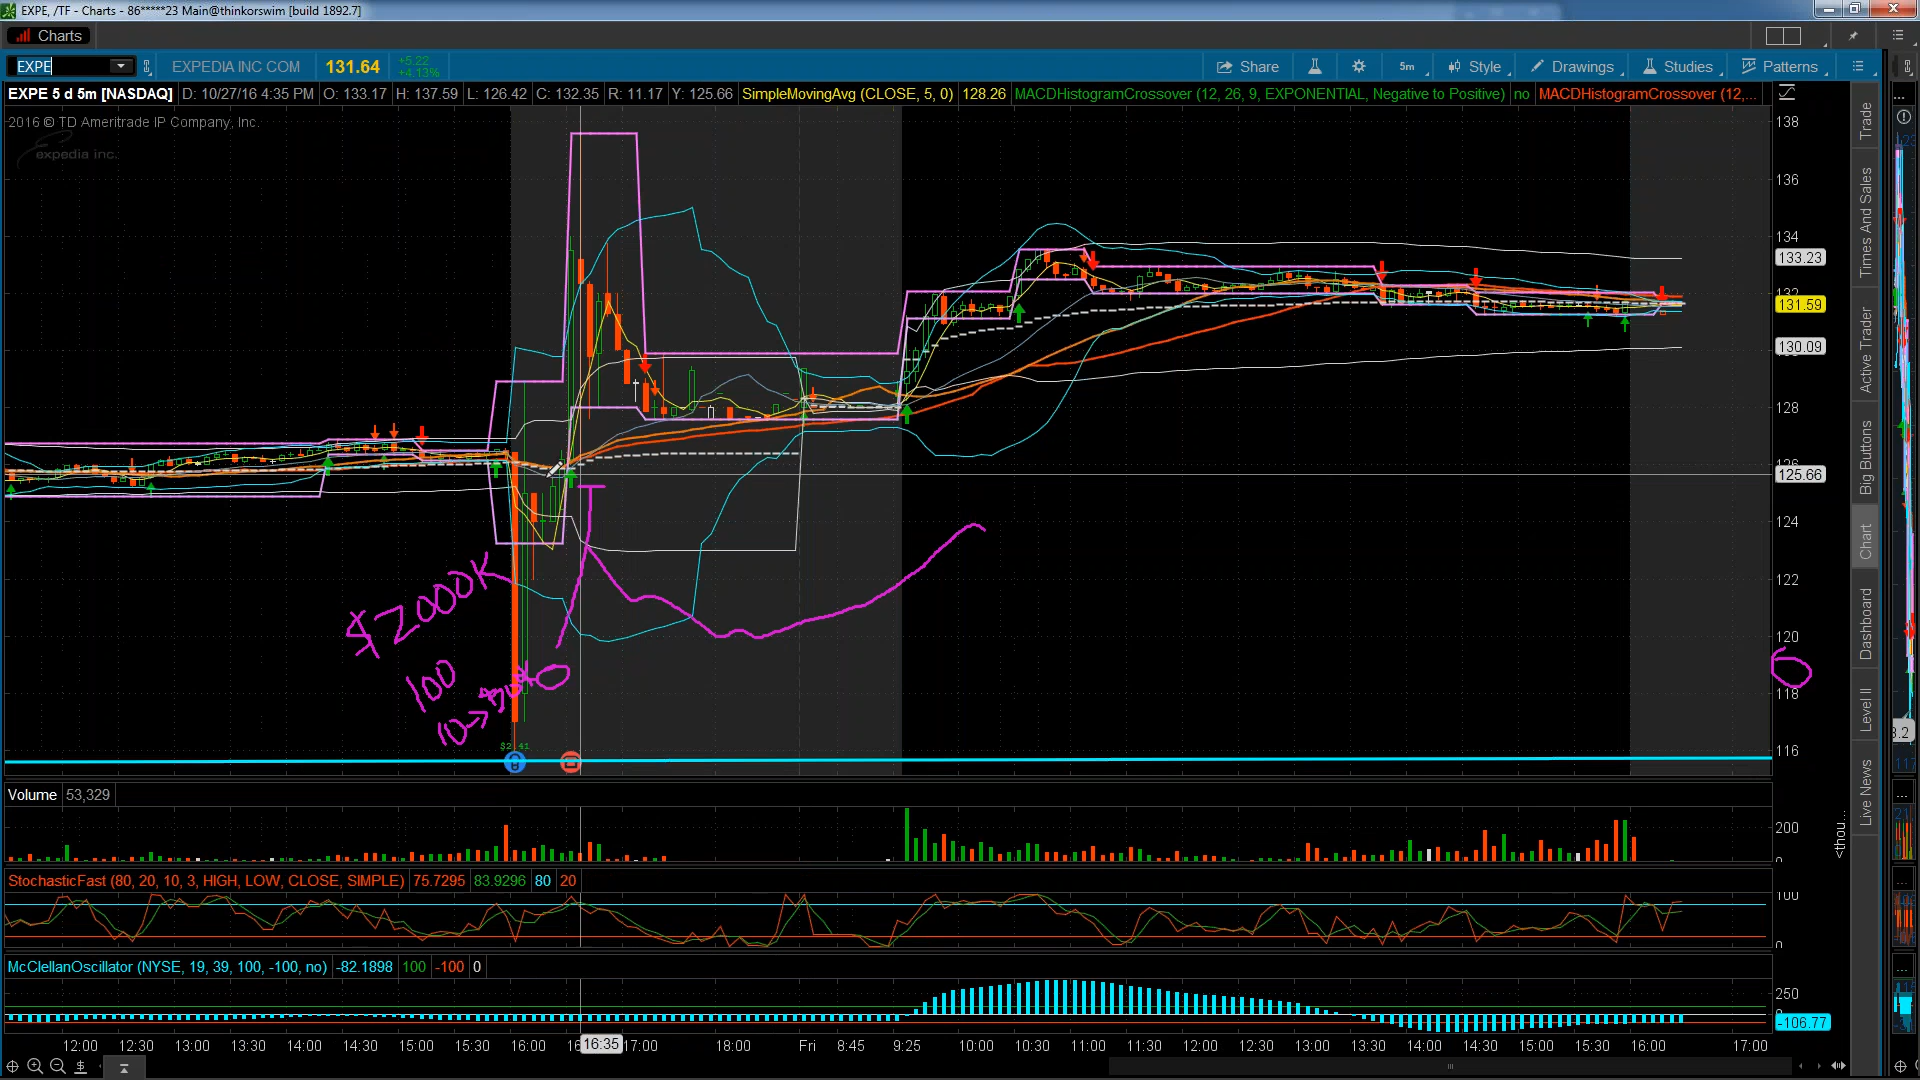 EXPE, /TF - Charts - 86*****23 Main@thinkorswim [build 1892.7]
Charts
EXPE EXPEDIA INC COM 131.64 +5.22 +4.13% Share 5m Style Drawings Studies Patterns
EXPE 5 d 5m [NASDAQ] D: 10/27/16 4:35 PM O: 133.17 H: 137.59 L: 126.42 C: 132.35 R: 11.17 Y: 125.66 SimpleMovingAvg (CLOSE, 5, 0) 128.26 MACDHistogramCrossover (12, 26, 9, EXPONENTIAL, Negative to Positive) no MACDHistogramCrossover (12,...
2016 © TD Ameritrade IP Company, Inc.
Expedia inc.
138
136
134
133.23
132
131.59
130.09
128
126
125.66
124
122
120
118
116
$2000K
100
Volume 53,329
200
0
<thou...
StochasticFast (80, 20, 10, 3, HIGH, LOW, CLOSE, SIMPLE) 75.7295 83.9296 80 20
100
0
McClellanOscillator (NYSE, 19, 39, 100, -100, no) -82.1898 100 -100 0
250
-106.77
12:00 12:30 13:00 13:30 14:00 14:30 15:00 15:30 16:00 16:35 17:00 18:00 Fri 8:45 9:25 10:00 10:30 11:00 11:30 12:00 12:30 13:00 13:30 14:00 14:30 15:00 15:30 16:00 17:00
Trade
Times And Sales
Active Trader
Big Buttons
Chart
Dashboard
Level II
Live News